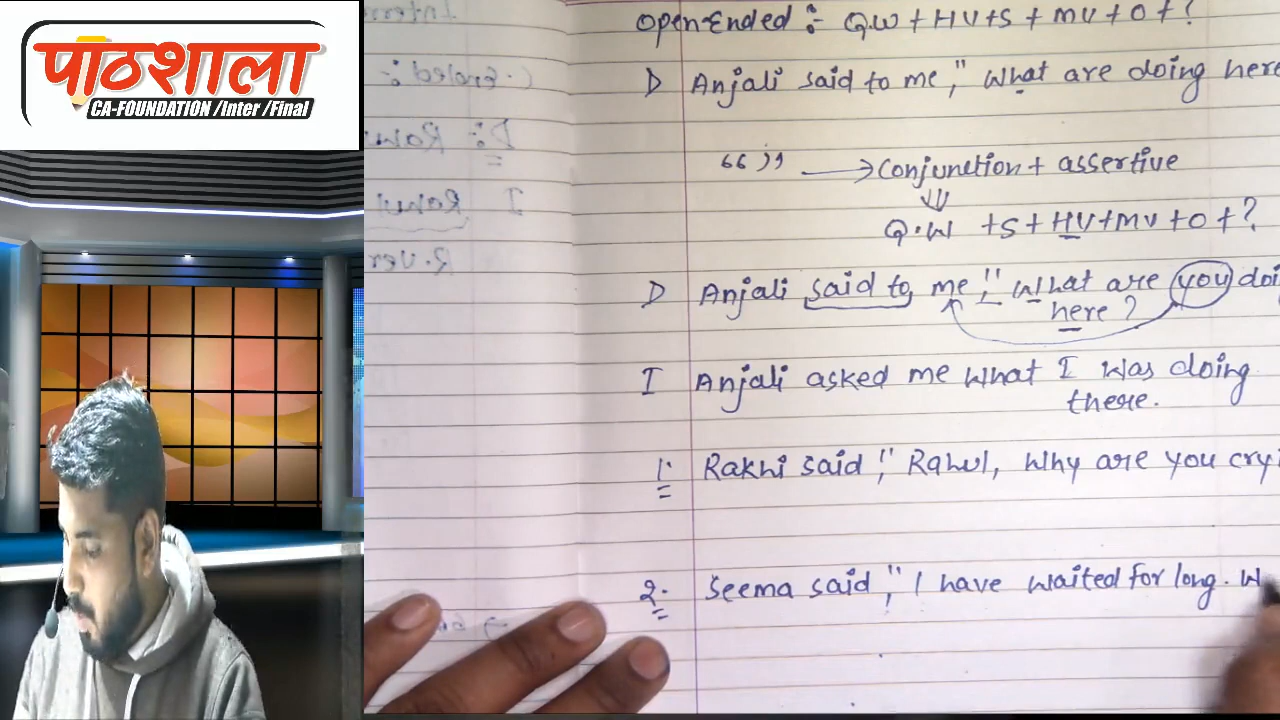 पाठशाला
CA-FOUNDATION /Inter /Final
Open-Ended :- Q.W + HV + S + MV + O + ?
D Anjali said to me," What are doing here
" " → Conjunction + assertive
Q.W + S + HV + MV + O + ?
D Anjali said to me," What are you doi
here ?
I Anjali asked me what I was doing
there.
1. Rakhi said," Rahul, Why are you cryi
2. Seema said," I have waited for long. W